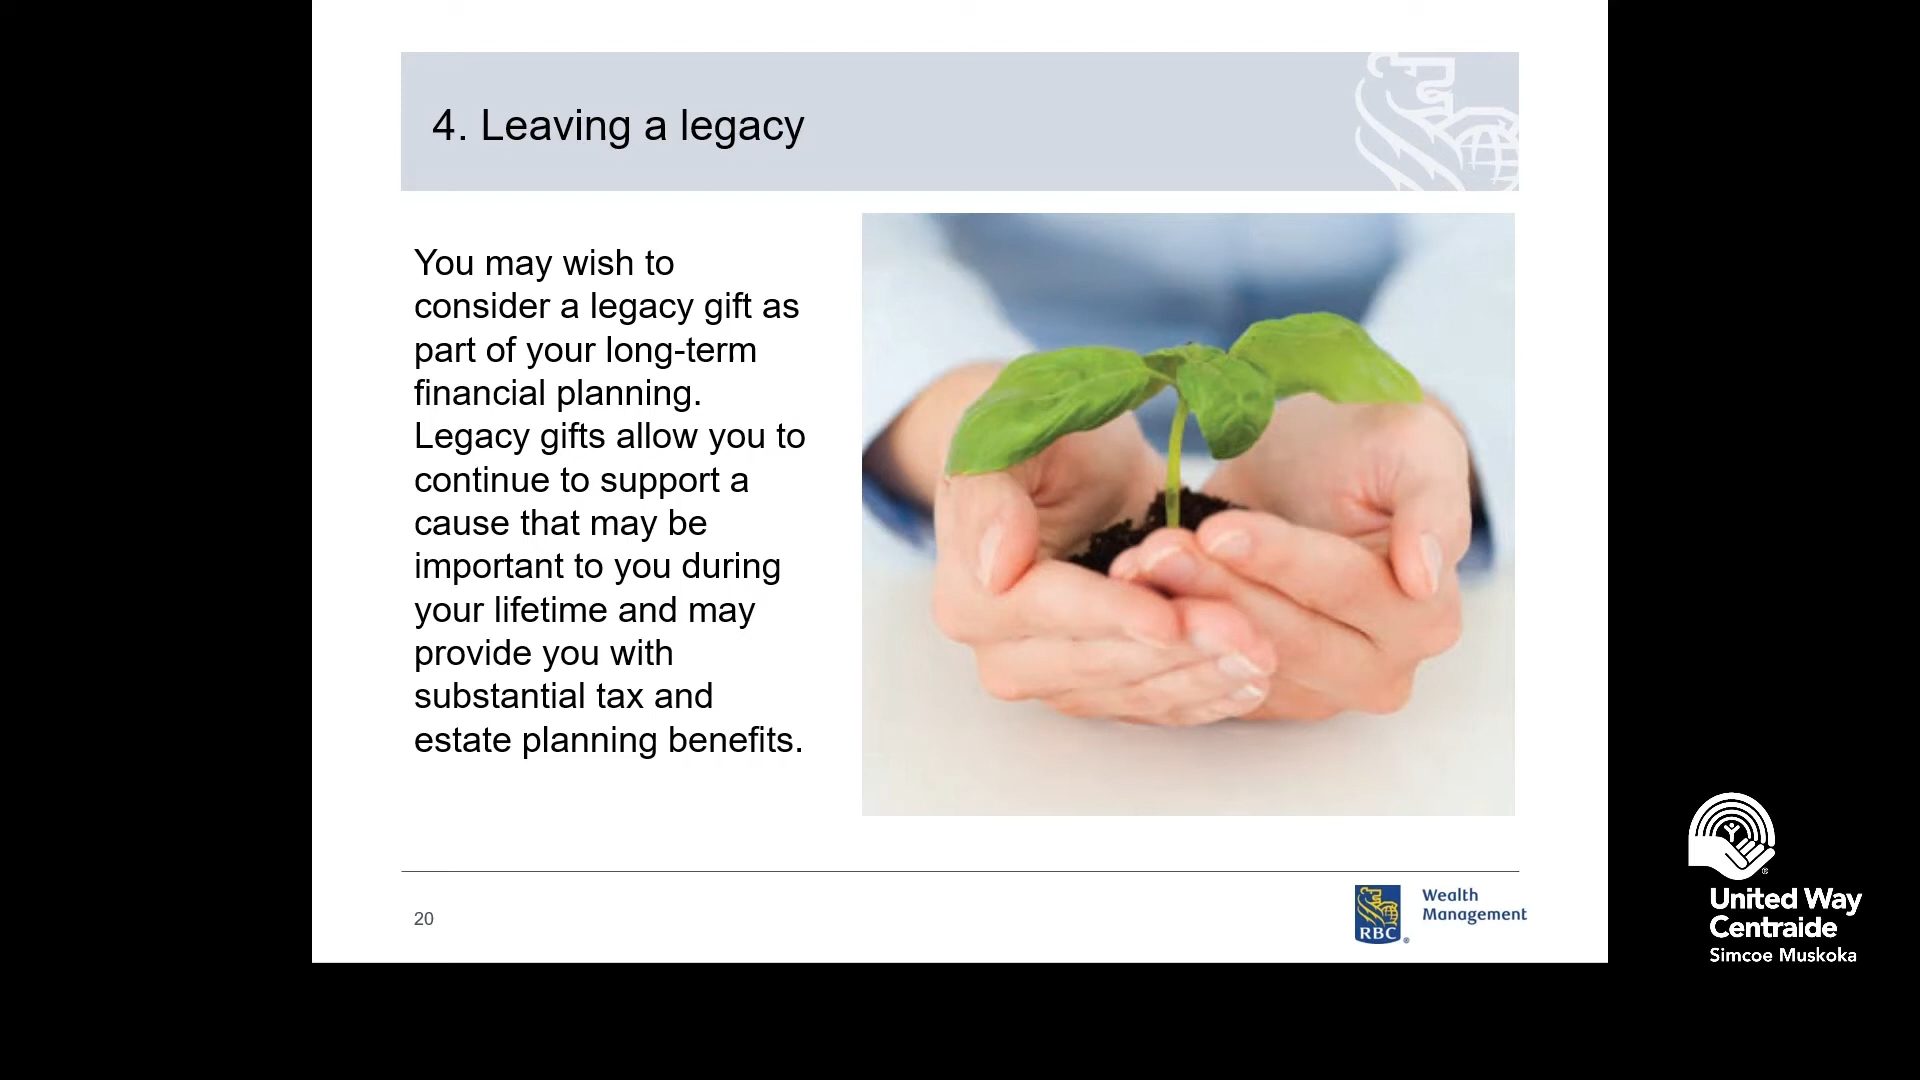 4. Leaving a legacy
You may wish to
consider a legacy gift as
part of your long-term
financial planning.
Legacy gifts allow you to
continue to support a
cause that may be
important to you during
your lifetime and may
provide you with
substantial tax and
estate planning benefits.
20
RBC®
Wealth
Management
®
United Way
Centraide
Simcoe Muskoka